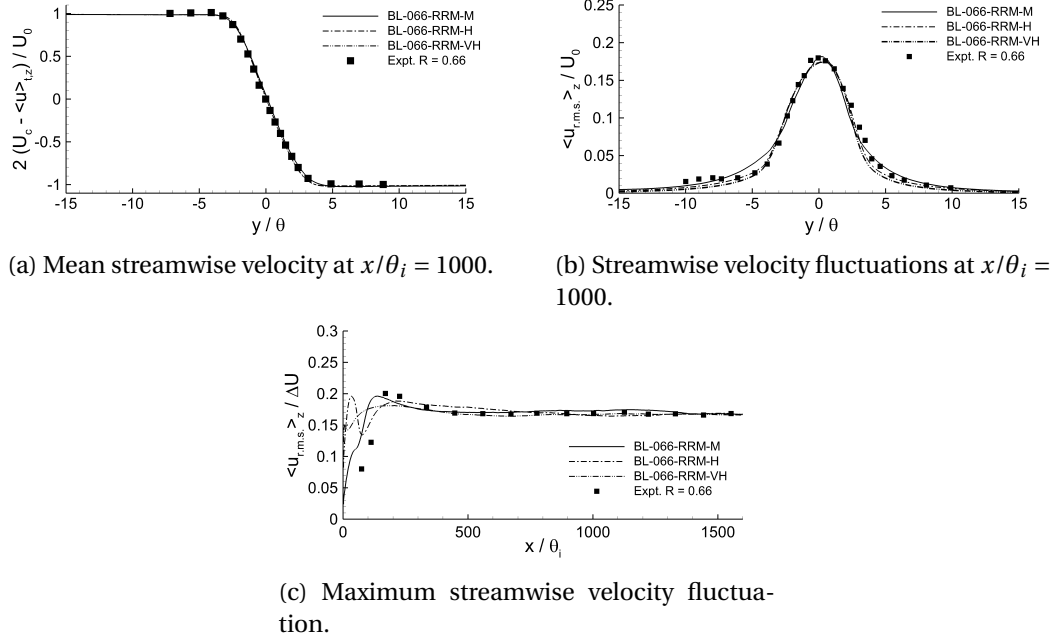 2 (U_c - <u>_t,z) / U_0
1
0.5
0
-0.5
-1
-15 -10 -5 0 5 10 15
y / θ
BL-066-RRM-M
BL-066-RRM-H
BL-066-RRM-VH
Expt. R = 0.66
(a) Mean streamwise velocity at x/θ_i = 1000.
<u_r.m.s.>_z / U_0
0.25
0.2
0.15
0.1
0.05
0
-15 -10 -5 0 5 10 15
y / θ
BL-066-RRM-M
BL-066-RRM-H
BL-066-RRM-VH
Expt. R = 0.66
(b) Streamwise velocity fluctuations at x/θ_i =
1000.
<u_r.m.s.>_z / ΔU
0.3
0.25
0.2
0.15
0.1
0.05
0
0 500 1000 1500
x / θ_i
BL-066-RRM-M
BL-066-RRM-H
BL-066-RRM-VH
Expt. R = 0.66
(c) Maximum streamwise velocity fluctua-
tion.